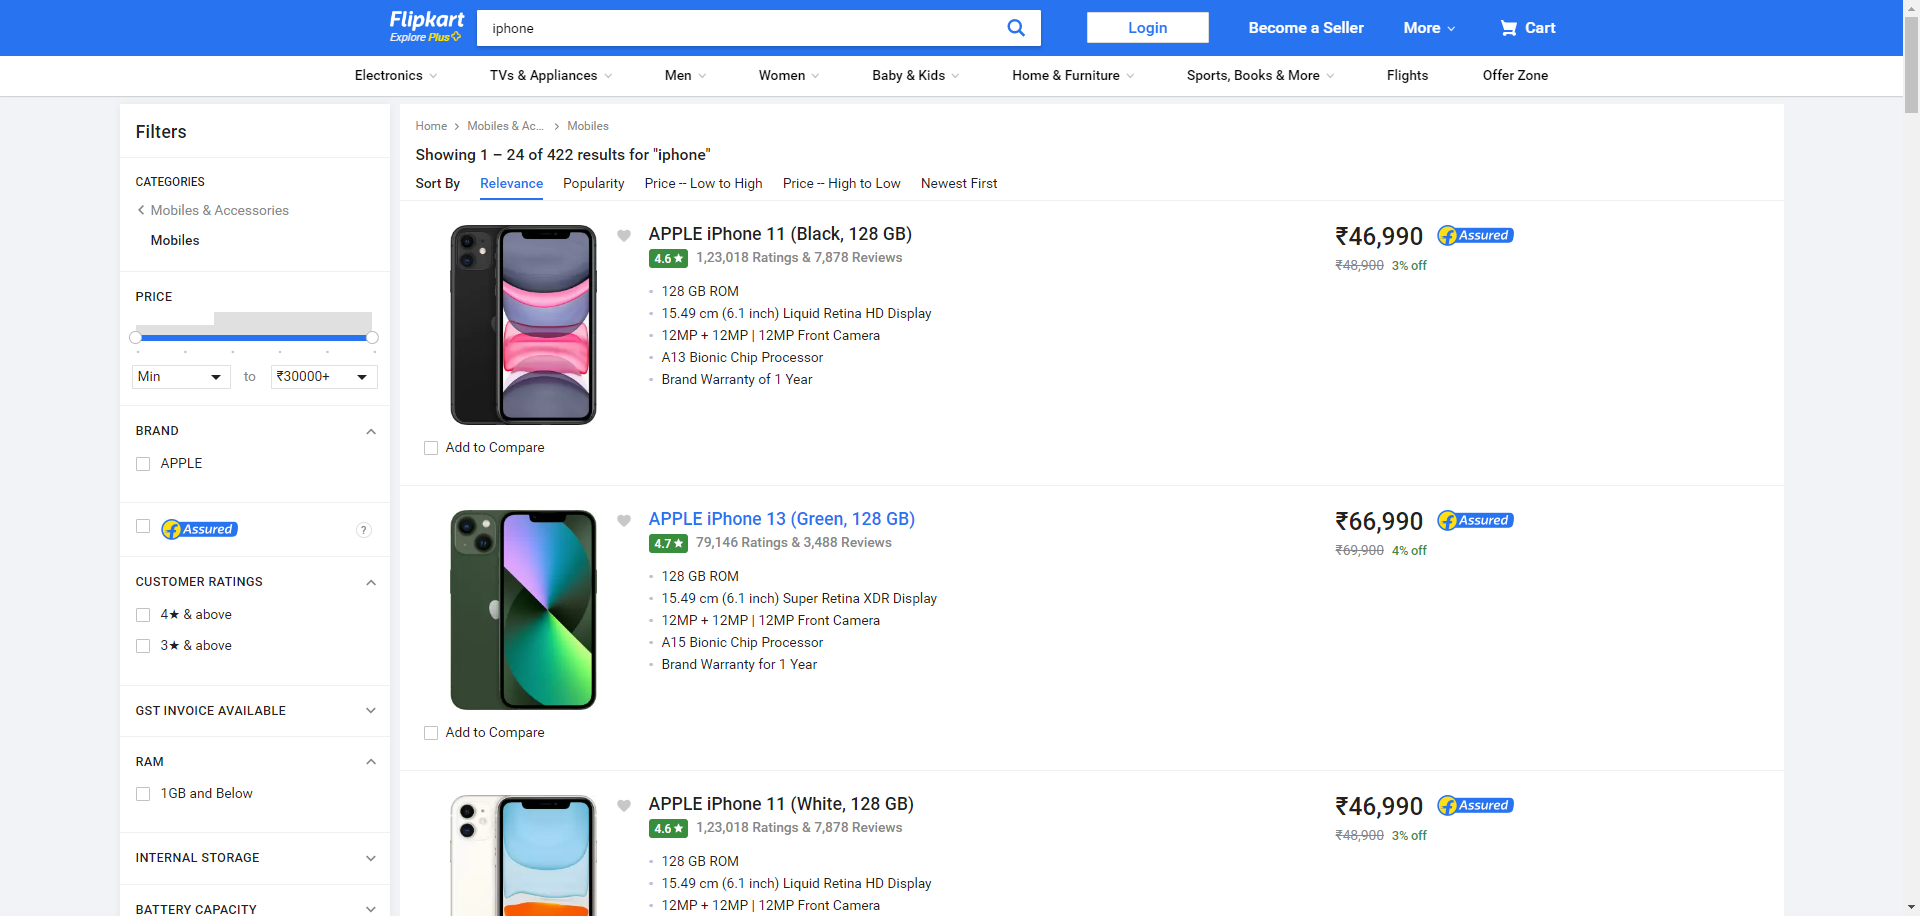 Flipkart
Explore Plus
iphone
Login
Become a Seller
More
Cart
Electronics
TVs & Appliances
Men
Women
Baby & Kids
Home & Furniture
Sports, Books & More
Flights
Offer Zone
Filters
CATEGORIES
Mobiles & Accessories
Mobiles
PRICE
Min
to
₹30000+
BRAND
APPLE
Assured
?
CUSTOMER RATINGS
4★ & above
3★ & above
GST INVOICE AVAILABLE
RAM
1GB and Below
INTERNAL STORAGE
BATTERY CAPACITY
Home
Mobiles & Ac...
Mobiles
Showing 1 – 24 of 422 results for "iphone"
Sort By
Relevance
Popularity
Price -- Low to High
Price -- High to Low
Newest First
APPLE iPhone 11 (Black, 128 GB)
4.6★ 1,23,018 Ratings & 7,878 Reviews
128 GB ROM
15.49 cm (6.1 inch) Liquid Retina HD Display
12MP + 12MP | 12MP Front Camera
A13 Bionic Chip Processor
Brand Warranty of 1 Year
₹46,990
Assured
₹48,900 3% off
Add to Compare
APPLE iPhone 13 (Green, 128 GB)
4.7★ 79,146 Ratings & 3,488 Reviews
128 GB ROM
15.49 cm (6.1 inch) Super Retina XDR Display
12MP + 12MP | 12MP Front Camera
A15 Bionic Chip Processor
Brand Warranty for 1 Year
₹66,990
Assured
₹69,900 4% off
Add to Compare
APPLE iPhone 11 (White, 128 GB)
4.6★ 1,23,018 Ratings & 7,878 Reviews
128 GB ROM
15.49 cm (6.1 inch) Liquid Retina HD Display
12MP + 12MP | 12MP Front Camera
₹46,990
Assured
₹48,900 3% off